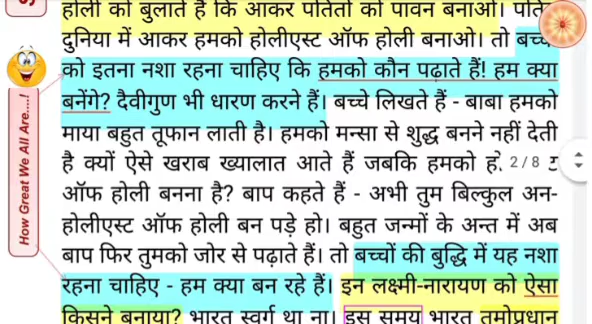 होली को बुलाते हैं कि आकर पतितों को पावन बनाओ। पतित
दुनिया में आकर हमको होलीएस्ट ऑफ होली बनाओ। तो
को इतना नशा रहना चाहिए कि हमको कौन पढ़ाते हैं! हम क्या
बनेंगे? दैवीगुण भी धारण करने हैं। बच्चे लिखते हैं - बाबा हमको
माया बहुत तूफान लाती है। हमको मन्सा से शुद्ध बनने नहीं देती
है क्यों ऐसे खराब ख्यालात आते हैं जबकि हमको
2/8
ऑफ होली बनना है? बाप कहते हैं - अभी तुम बिल्कुल अन-
होलीएस्ट ऑफ होली बन पड़े हो। बहुत जन्मों के अन्त में अब
बाप फिर तुमको जोर से पढ़ाते हैं। तो बच्चों की बुद्धि में यह नशा
रहना चाहिए - हम क्या बन रहे हैं। इन लक्ष्मी-नारायण को ऐसा
किसने बनाया? भारत स्वर्ग था ना। इस समय भारत तमोप्रधान
How Great We All Are....!